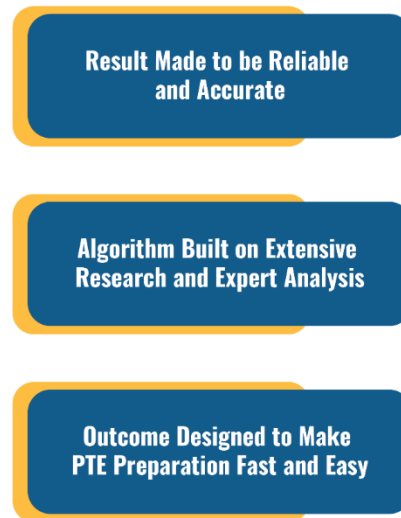 Result Made to be Reliable
and Accurate
Algorithm Built on Extensive
Research and Expert Analysis
Outcome Designed to Make
PTE Preparation Fast and Easy